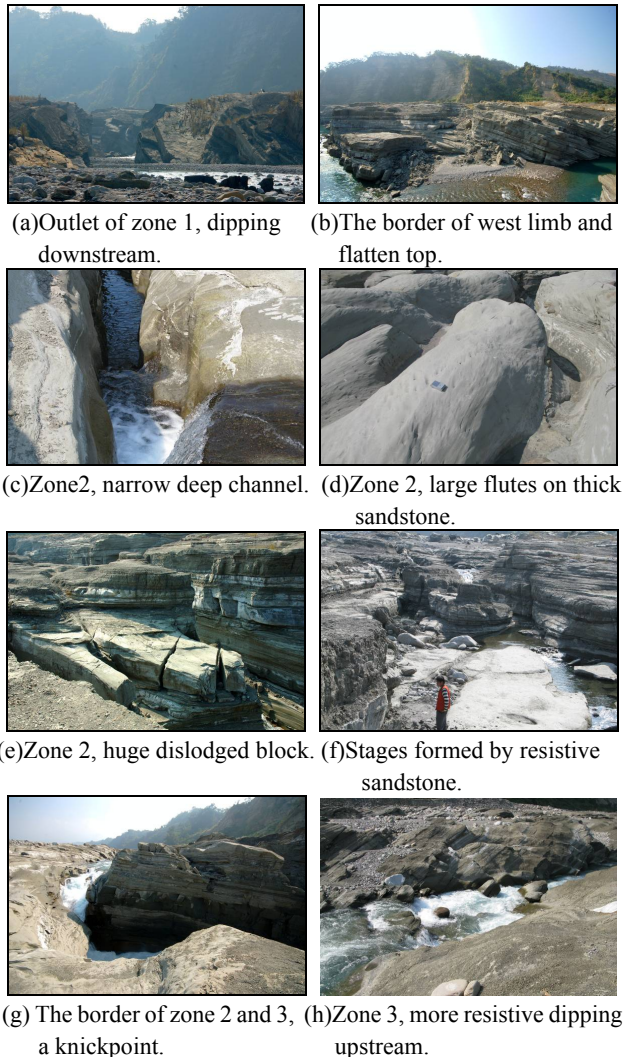 (a)Outlet of zone 1, dipping
downstream.
(b)The border of west limb and
flatten top.
(c)Zone2, narrow deep channel.
(d)Zone 2, large flutes on thick
sandstone.
(e)Zone 2, huge dislodged block.
(f)Stages formed by resistive
sandstone.
(g) The border of zone 2 and 3,
a knickpoint.
(h)Zone 3, more resistive dipping
upstream.